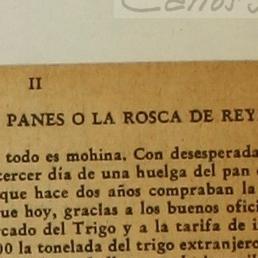 Carlos
II
PANES O LA ROSCA DE REY
todo es mohina. Con desesperada
tercer día de una huelga del pan
que hace dos años compraban la
ue hoy, gracias a los buenos ofici
rcado del Trigo y a la tarifa de i
00 la tonelada del trigo extranjero